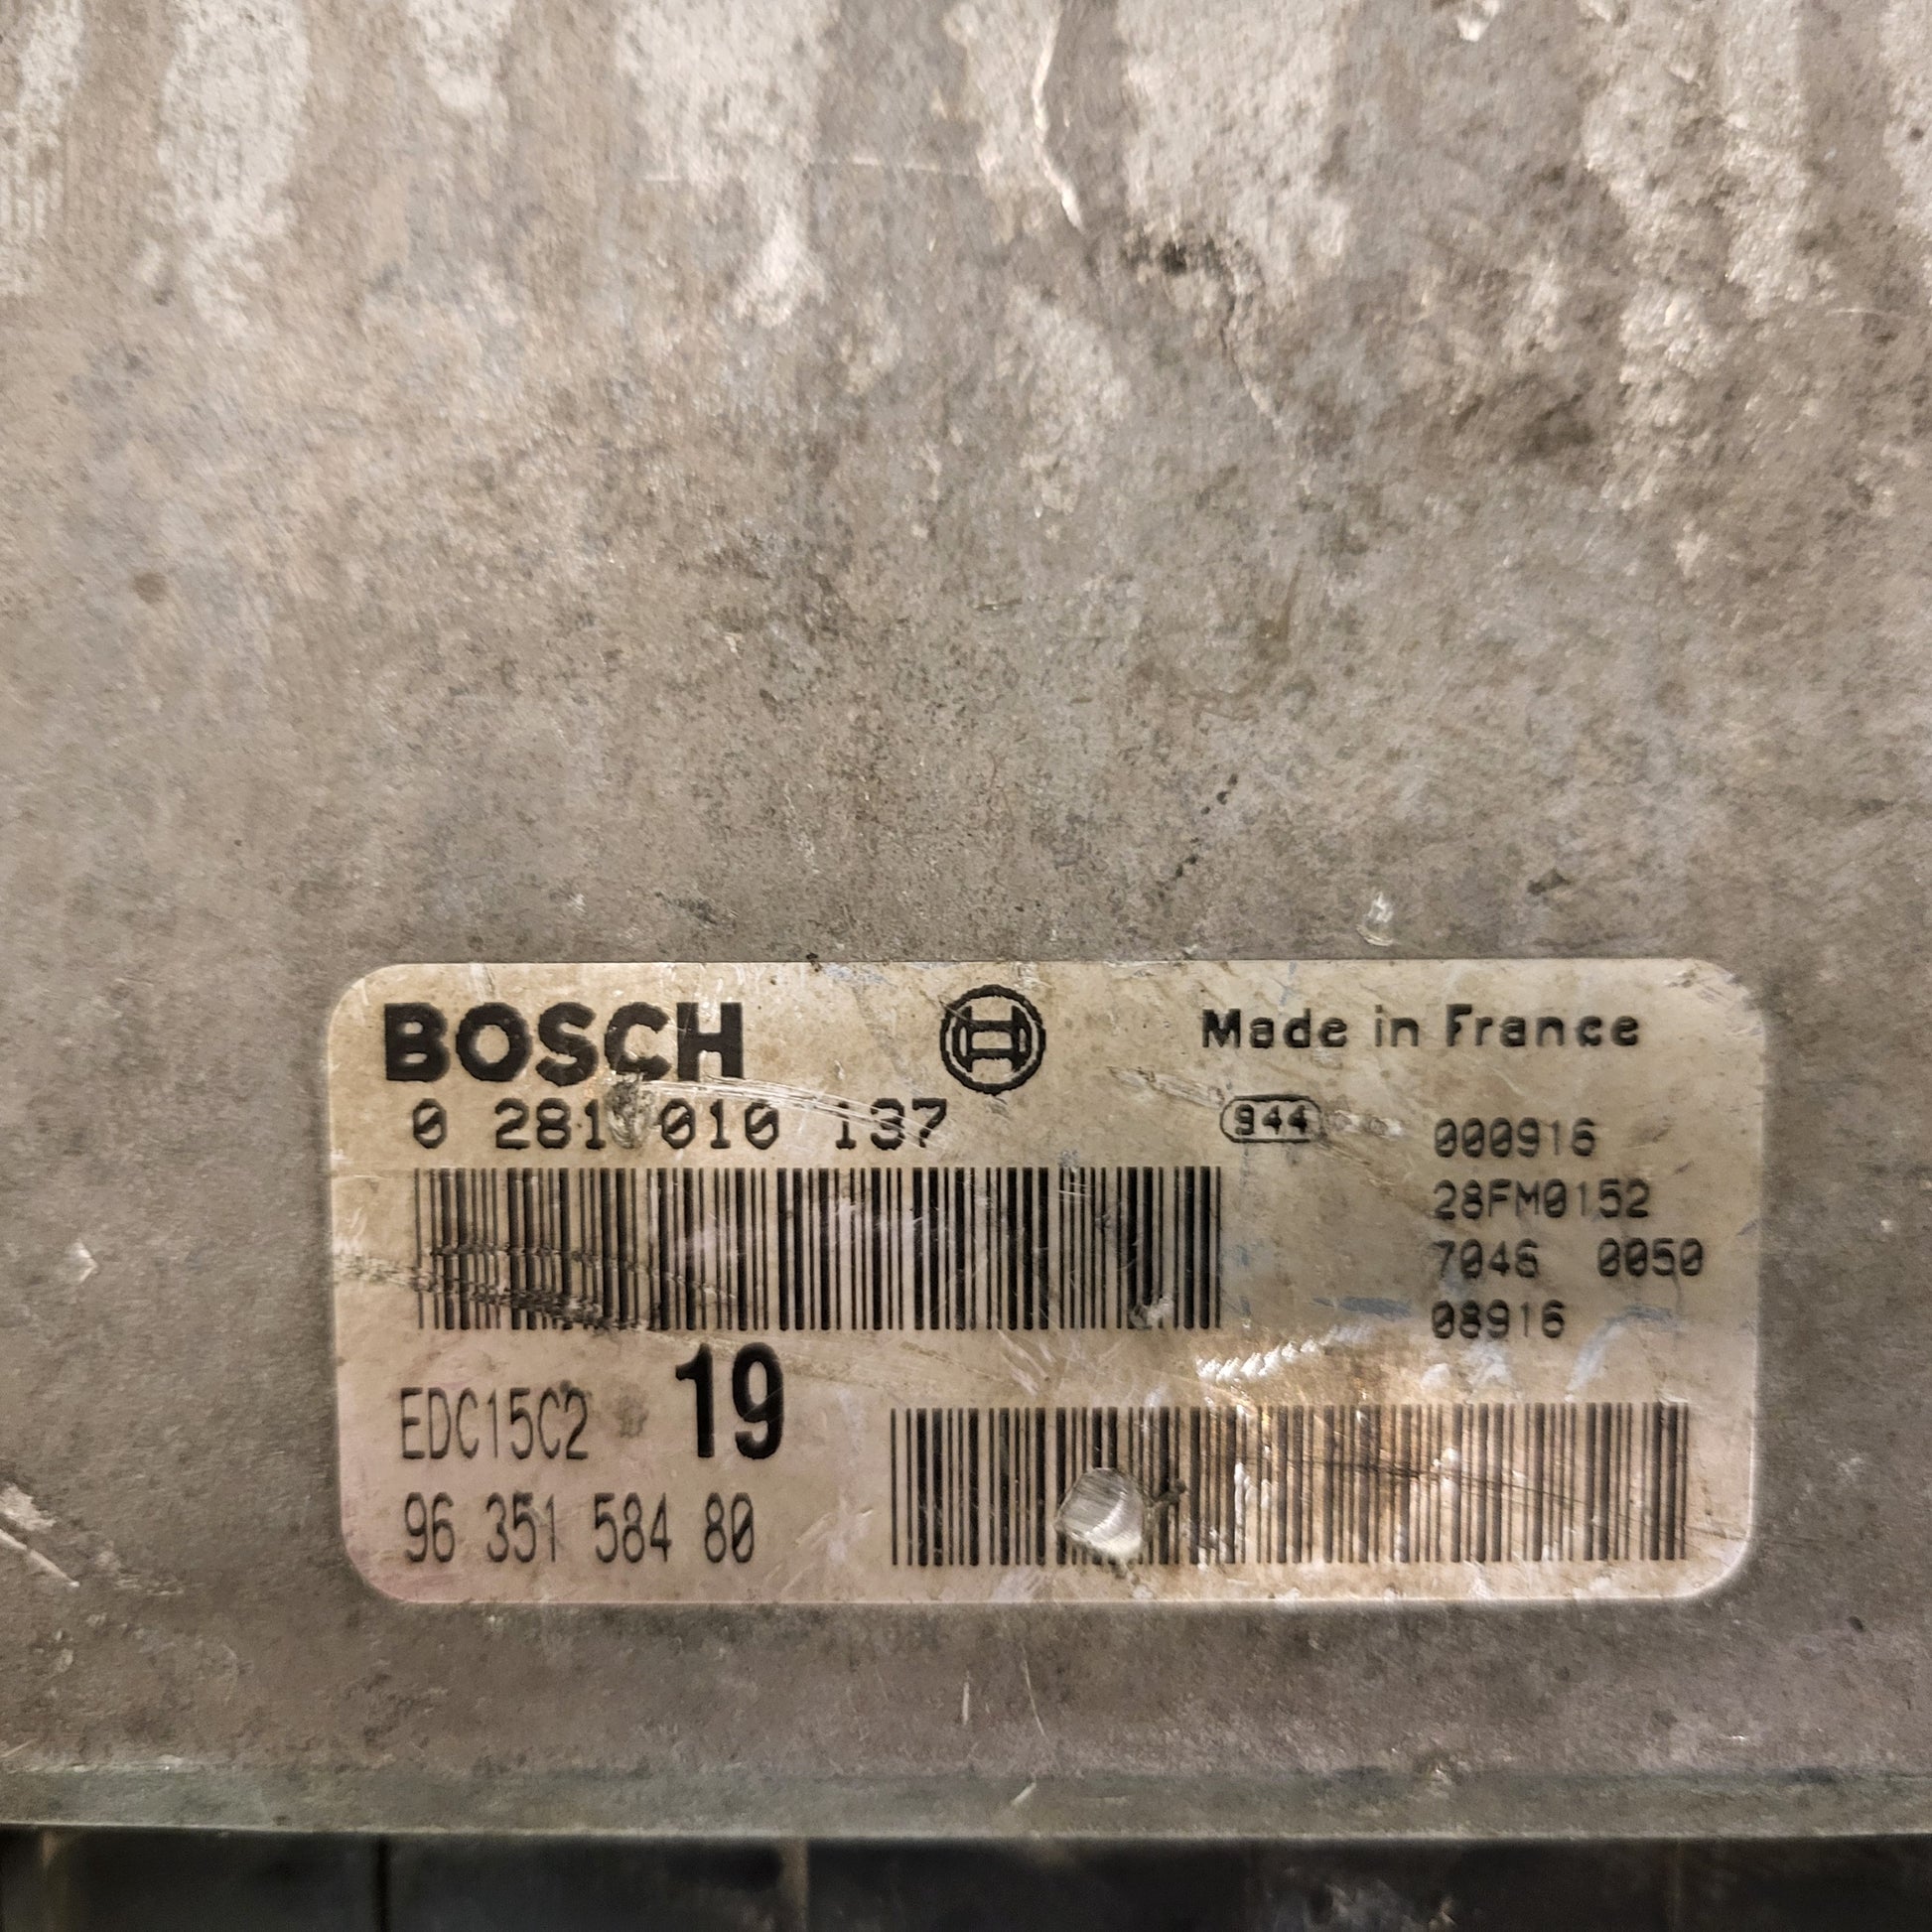 BOSCH
Made in France
0 281 010 137
944
000916
28FM0152
7046 0050
08916
EDC15C2 19
96 351 584 80